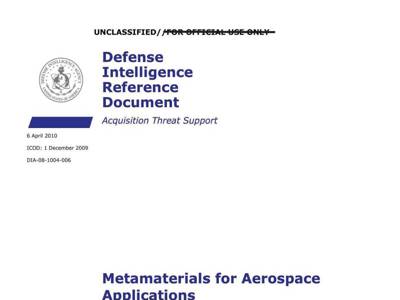 UNCLASSIFIED//FOR OFFICIAL USE ONLY
Defense
Intelligence
Reference
Document
Acquisition Threat Support
6 April 2010
ICOD: 1 December 2009
DIA-08-1004-006
Metamaterials for Aerospace
Applications